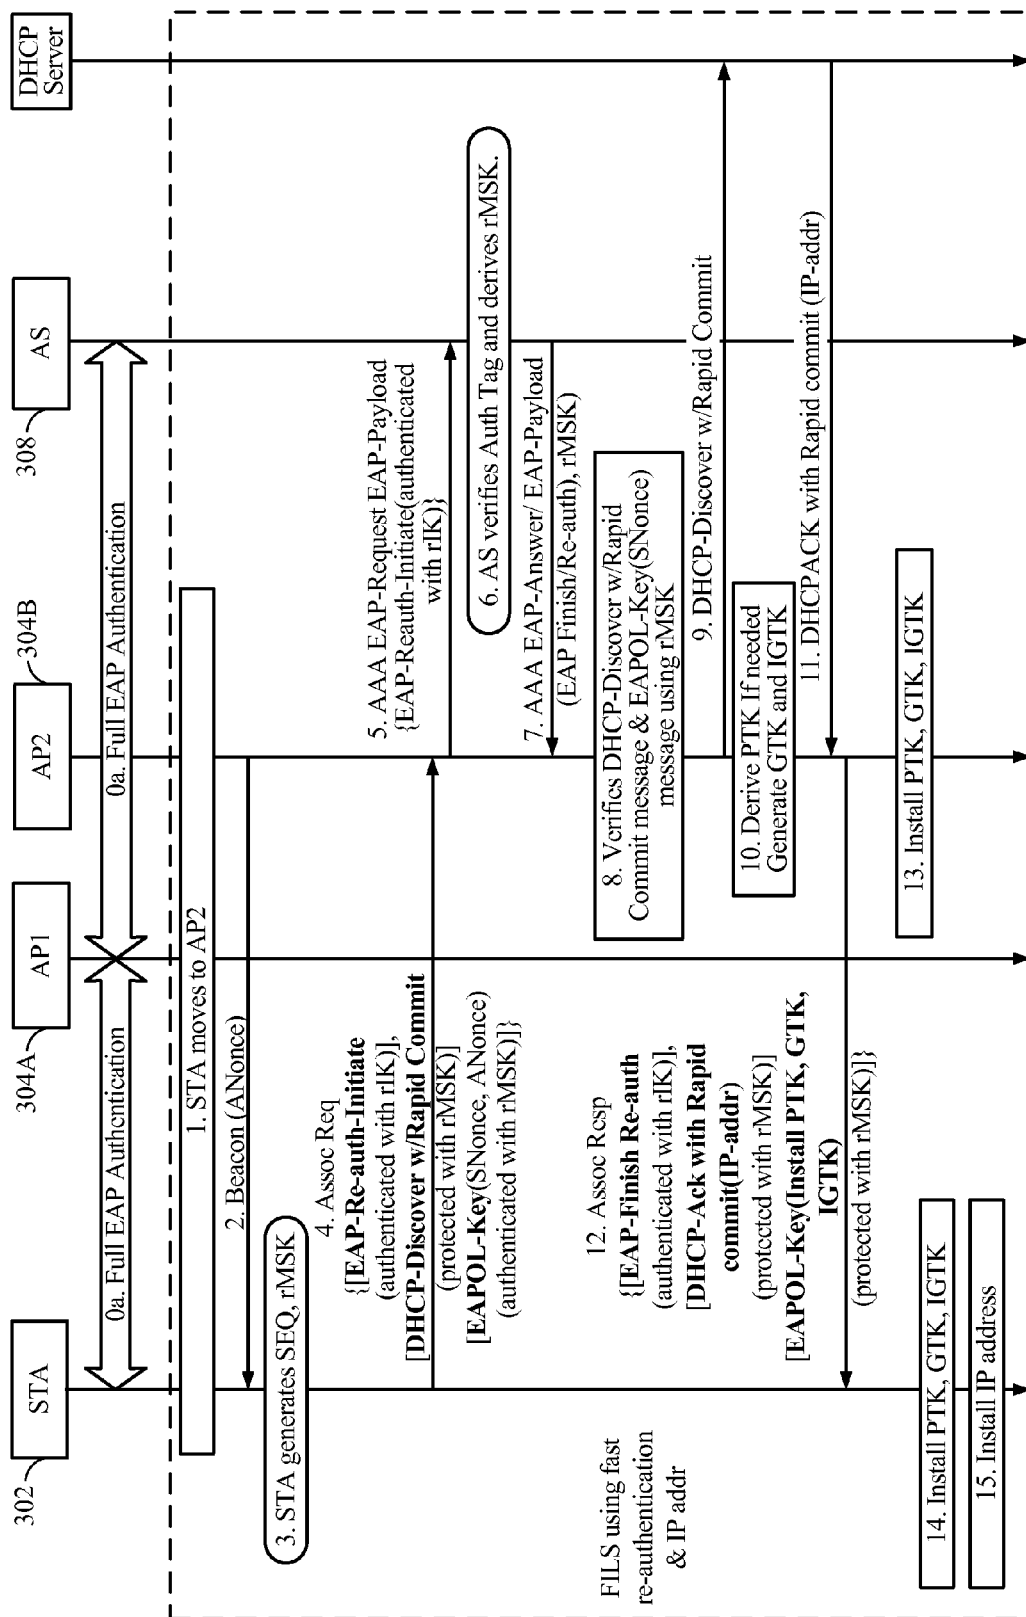 STA
302
AP1
304A
AP2
304B
AS
308
DHCP
Server
0a. Full EAP Authentication
0a. Full EAP Authentication
1. STA moves to AP2
2. Beacon (ANonce)
3. STA generates SEQ, rMSK
4. Assoc Req
{[EAP-Re-auth-Initiate
(authenticated with rIK)],
[DHCP-Discover w/Rapid Commit
(protected with rMSK)]
[EAPOL-Key(SNonce, ANonce)
(authenticated with rMSK)]}
5. AAA EAP-Request EAP-Payload
{EAP-Reauth-Initiate(authenticated
with rIK)}
6. AS verifies Auth Tag and derives rMSK.
7. AAA EAP-Answer/ EAP-Payload
(EAP Finish/Re-auth), rMSK)
8. Verifies DHCP-Discover w/Rapid
Commit message & EAPOL-Key(SNonce)
message using rMSK
9. DHCP-Discover w/Rapid Commit
10. Derive PTK If needed
Generate GTK and IGTK
11. DHCPACK with Rapid commit (IP-addr)
12. Assoc Resp
{[EAP-Finish Re-auth
(authenticated with rIK)],
[DHCP-Ack with Rapid
commit(IP-addr)
(protected with rMSK)]
[EAPOL-Key(Install PTK, GTK,
IGTK)
(protected with rMSK)]}
FILS using fast
re-authentication
& IP addr
13. Install PTK, GTK, IGTK
14. Install PTK, GTK, IGTK
15. Install IP address